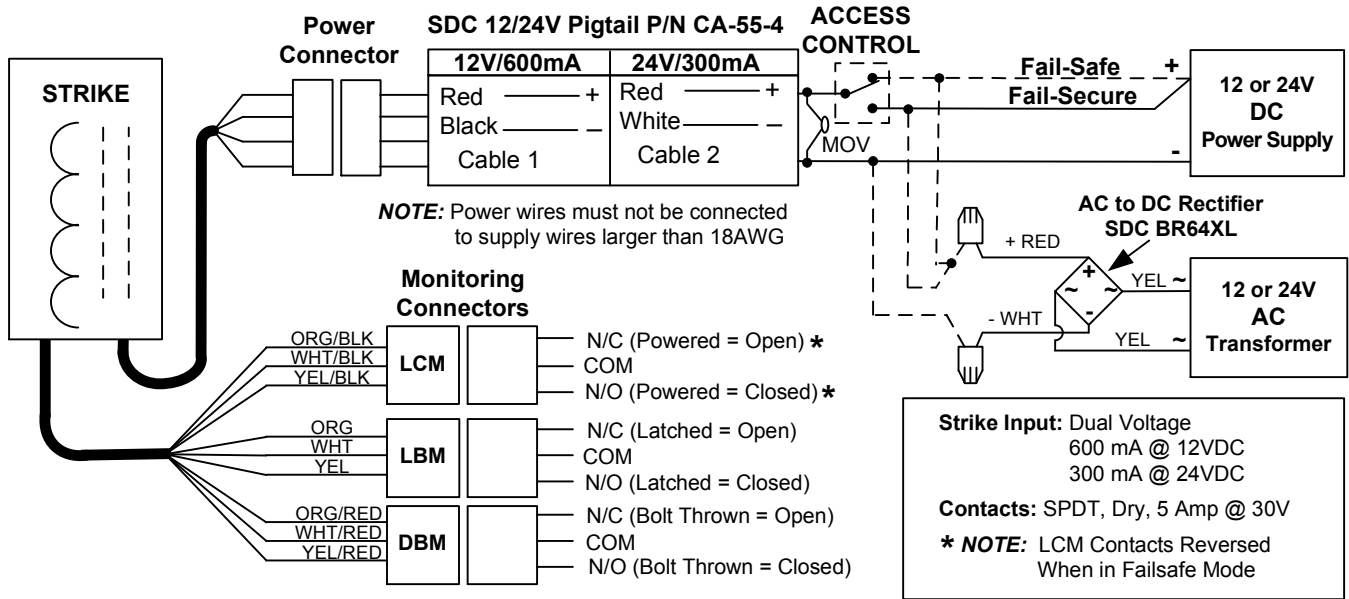 Power
Connector
SDC 12/24V Pigtail P/N CA-55-4
ACCESS
CONTROL
STRIKE
12V/600mA
24V/300mA
Red +
Black –
Cable 1
Red +
White –
Cable 2
MOV
Fail-Safe +
Fail-Secure
-
12 or 24V
DC
Power Supply
NOTE: Power wires must not be connected
to supply wires larger than 18AWG
AC to DC Rectifier
SDC BR64XL
+ RED
- WHT
+
~ ~
-
YEL ~
YEL ~
12 or 24V
AC
Transformer
Monitoring
Connectors
ORG/BLK
WHT/BLK
YEL/BLK
LCM
N/C (Powered = Open) *
COM
N/O (Powered = Closed) *
ORG
WHT
YEL
LBM
N/C (Latched = Open)
COM
N/O (Latched = Closed)
ORG/RED
WHT/RED
YEL/RED
DBM
N/C (Bolt Thrown = Open)
COM
N/O (Bolt Thrown = Closed)
Strike Input: Dual Voltage
600 mA @ 12VDC
300 mA @ 24VDC
Contacts: SPDT, Dry, 5 Amp @ 30V
* NOTE: LCM Contacts Reversed
When in Failsafe Mode